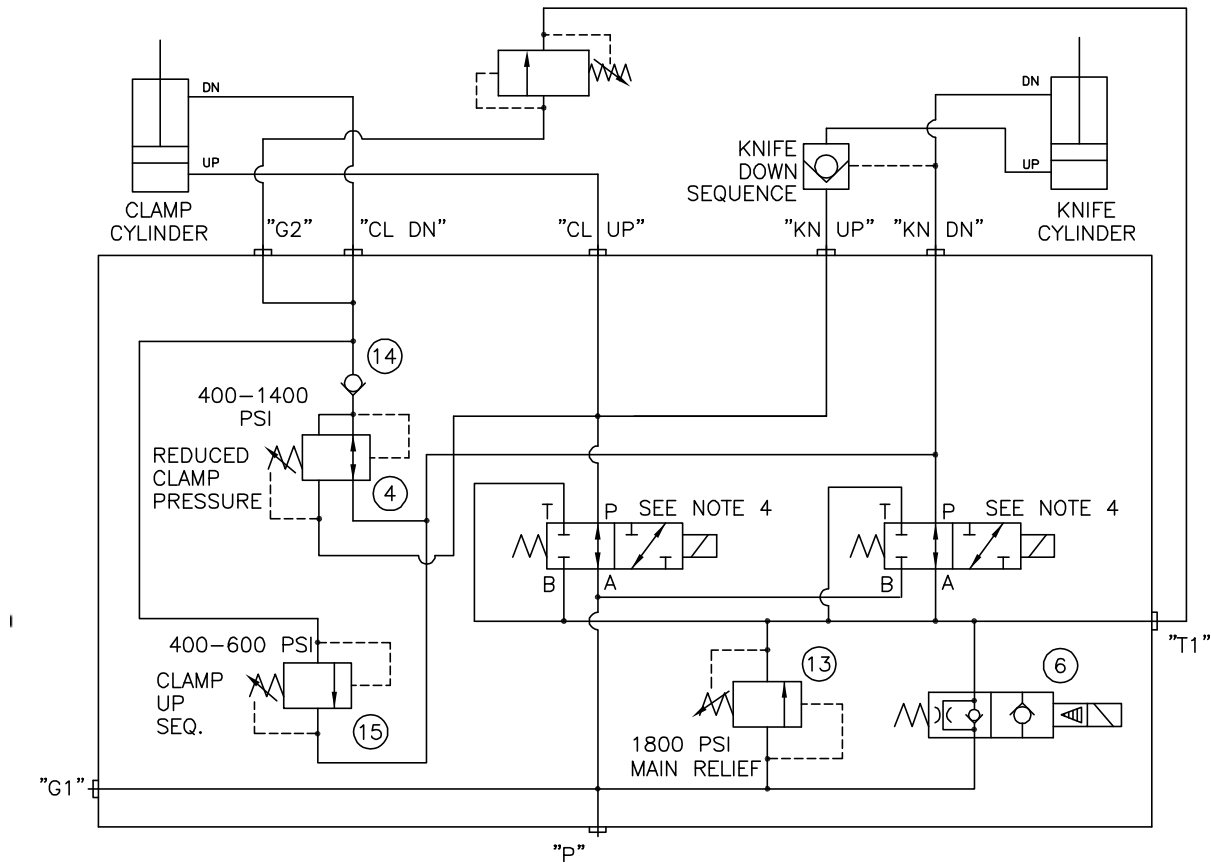 DN
UP
CLAMP
CYLINDER
KNIFE
DOWN
SEQUENCE
DN
UP
KNIFE
CYLINDER
"G2"
"CL DN"
"CL UP"
"KN UP"
"KN DN"
14
400-1400
PSI
REDUCED
CLAMP
PRESSURE
4
T
P
SEE NOTE 4
B
A
T
P
SEE NOTE 4
B
A
400-600 PSI
CLAMP
UP
SEQ.
15
13
1800 PSI
MAIN RELIEF
6
"T1"
"G1"
"P"